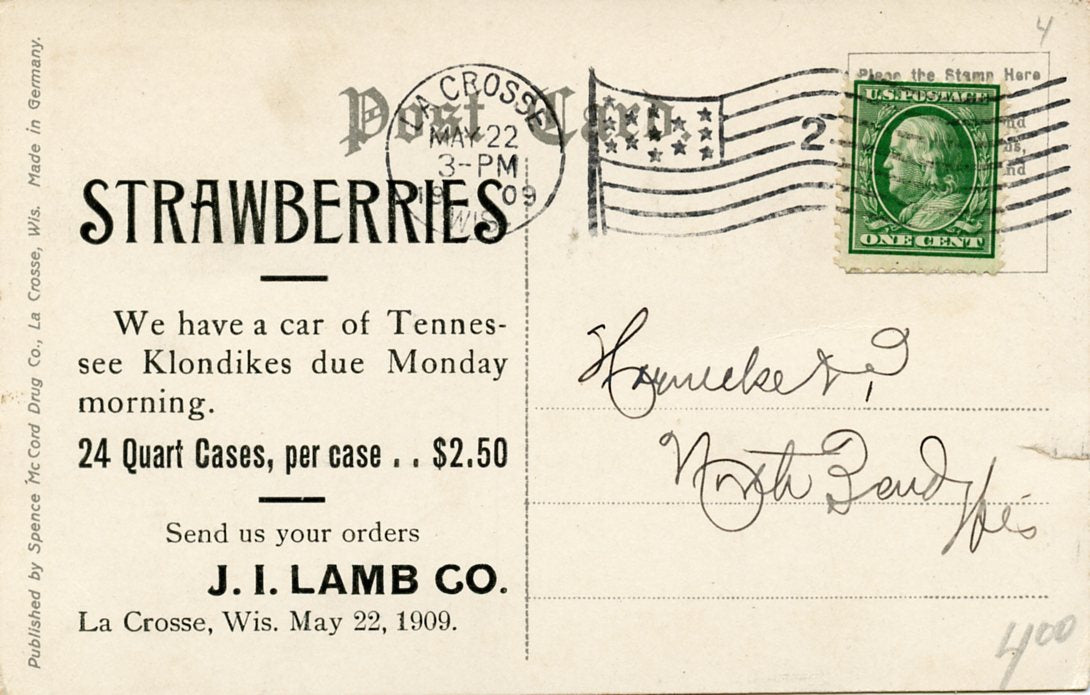 4
Post Card.
Place the Stamp Here
LA CROSSE
MAY 22
3-PM
1909
WIS.
2
U.S. POSTAGE
ONE CENT
STRAWBERRIES
We have a car of Tennes-
see Klondikes due Monday
morning.
24 Quart Cases, per case . . $2.50
Send us your orders
J. I. LAMB CO.
La Crosse, Wis. May 22, 1909.
North Bend
Wis
4 00
Published by Spence McCord Drug Co., La Crosse, Wis. Made in Germany.